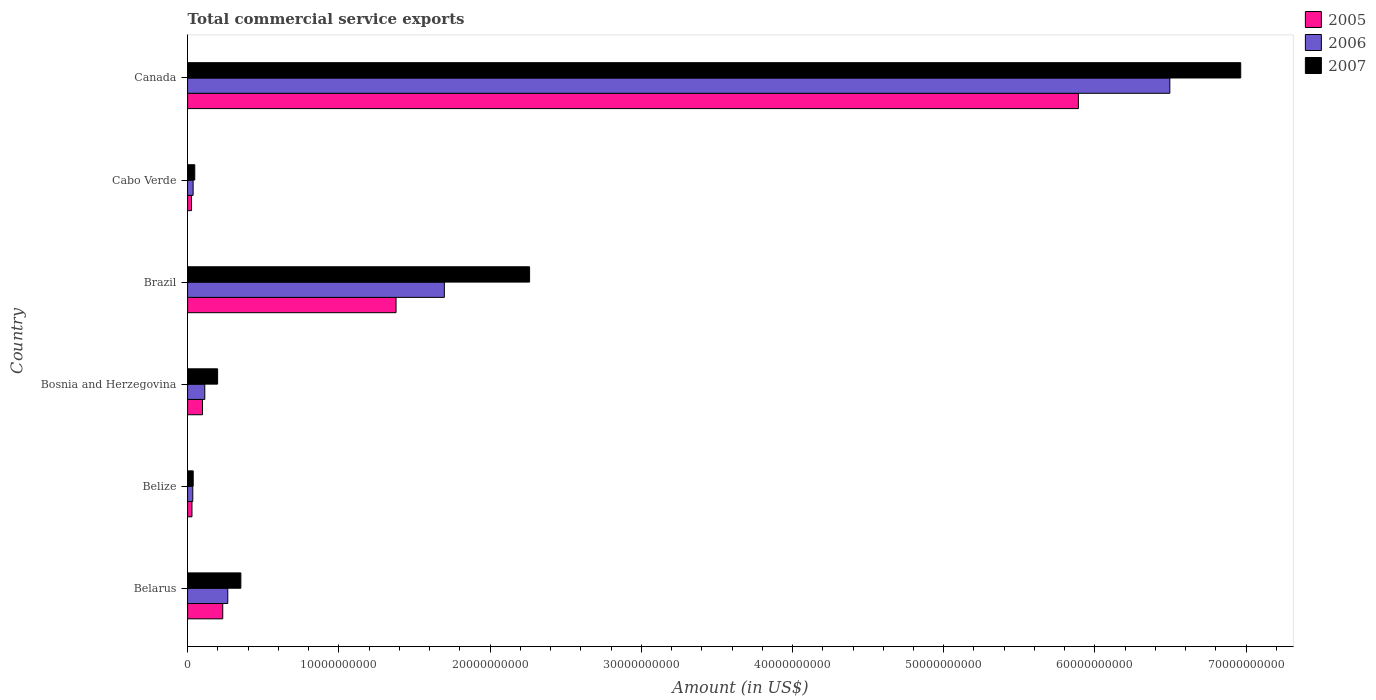 Total commercial service exports
2005
2006
2007
Canada
Cabo Verde
Brazil
Bosnia and Herzegovina
Belize
Belarus
Country
0
10000000000
20000000000
30000000000
40000000000
50000000000
60000000000
70000000000
Amount (in US$)